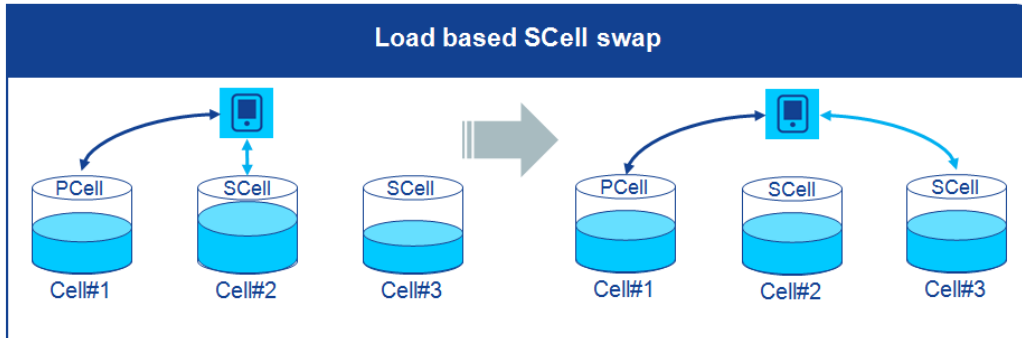 Load based SCell swap
PCell SCell SCell PCell SCell SCell
Cell#1 Cell#2 Cell#3 Cell#1 Cell#2 Cell#3